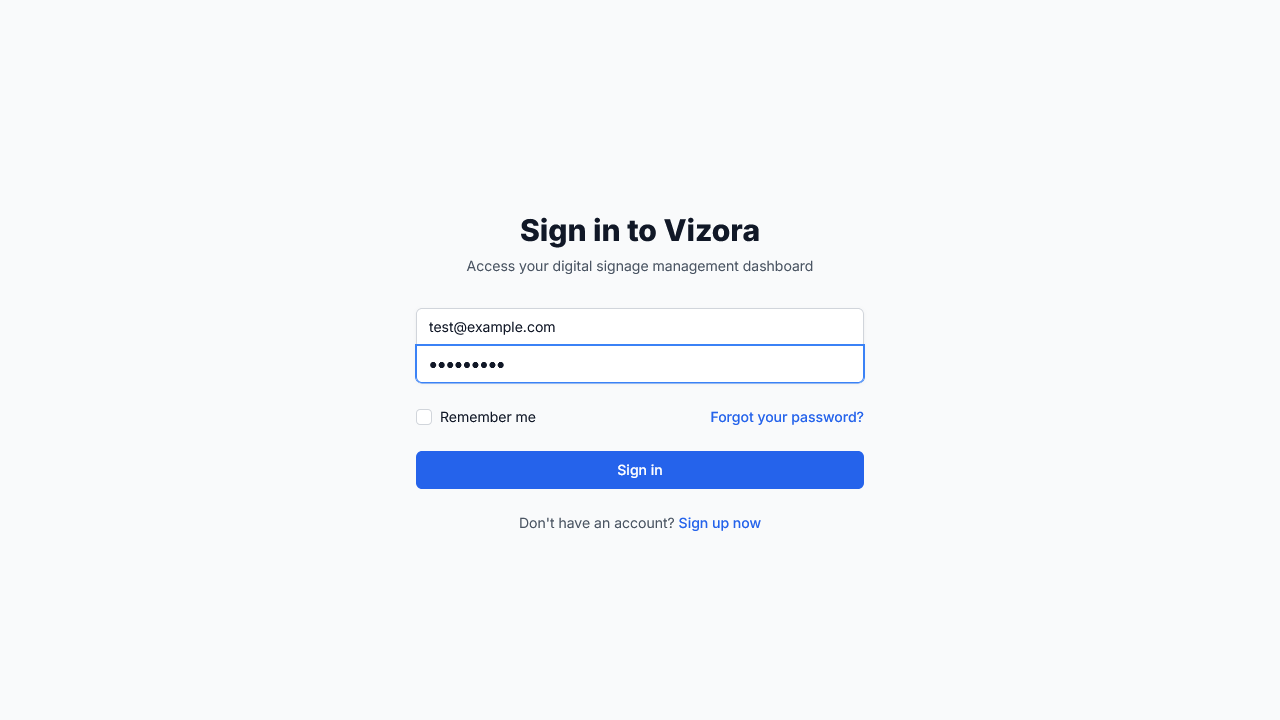 Sign in to Vizora
Access your digital signage management dashboard
test@example.com
●●●●●●●●●
Remember me
Forgot your password?
Sign in
Don't have an account? Sign up now